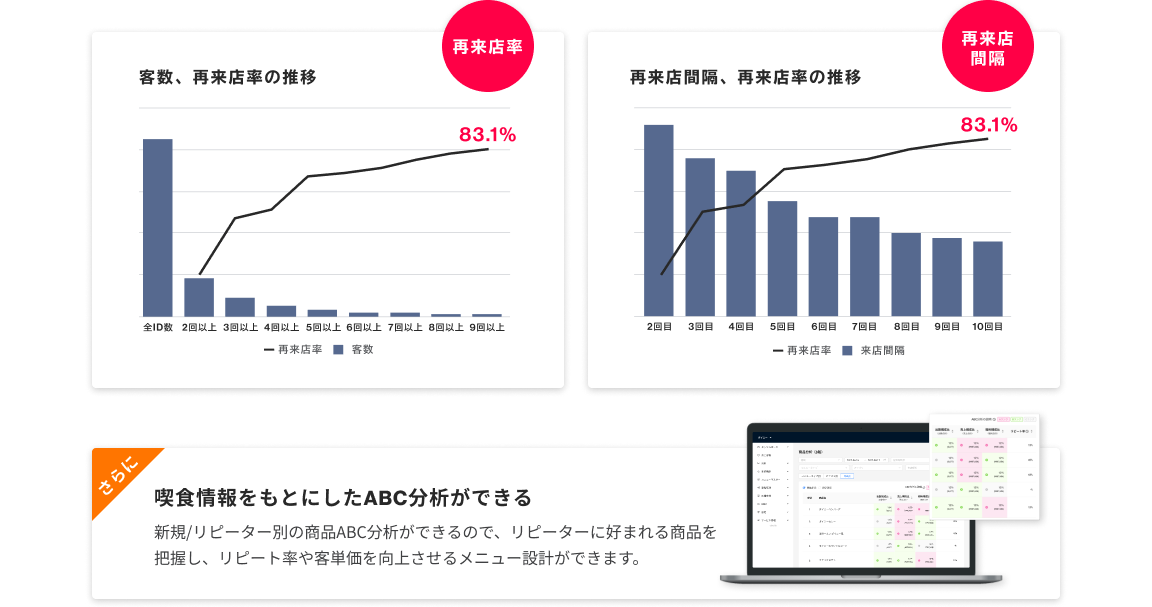 再来店率
客数、再来店率の推移
83.1%
全ID数 2回以上 3回以上 4回以上 5回以上 6回以上 7回以上 8回以上 9回以上
再来店率 客数
再来店
間隔
再来店間隔、再来店率の推移
83.1%
2回目 3回目 4回目 5回目 6回目 7回目 8回目 9回目 10回目
再来店率 来店間隔
さらに
喫食情報をもとにしたABC分析ができる
新規/リピーター別の商品ABC分析ができるので、リピーターに好まれる商品を
把握し、リピート率や客単価を向上させるメニュー設計ができます。